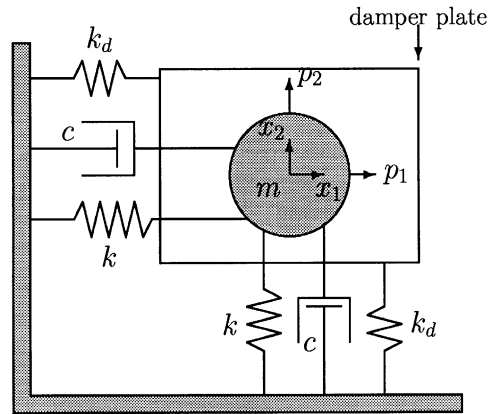 damper plate
k_d
p_2
c
x_2
p_1
m
x_1
k
k
c
k_d